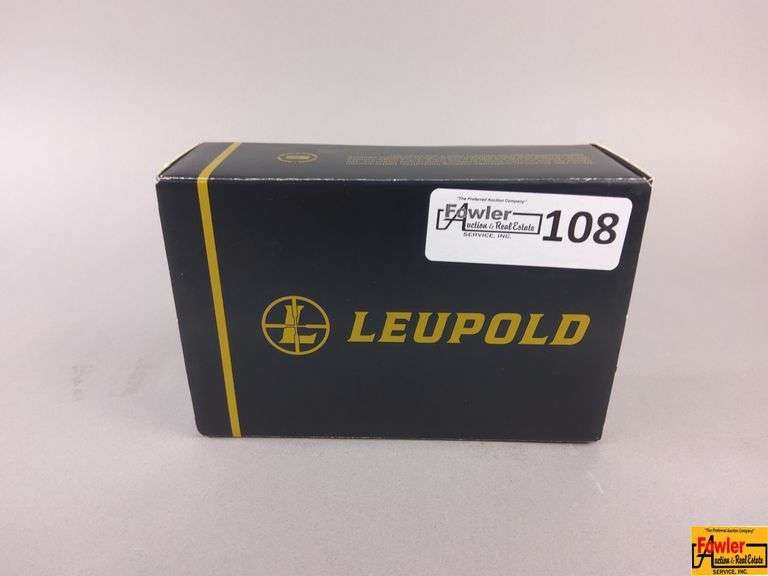 "The Preferred Auction Company"
Fowler
Auction & Real Estate
SERVICE, INC.
108
L
LEUPOLD
"The Preferred Auction Company"
Fowler
Auction & Real Estate
SERVICE, INC.